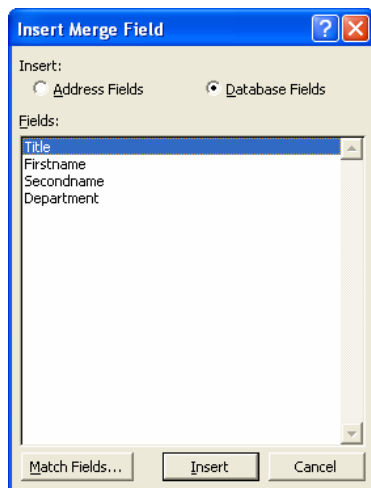 Insert Merge Field
Insert:
Address Fields Database Fields
Fields:
Title
Firstname
Secondname
Department
Match Fields... Insert Cancel